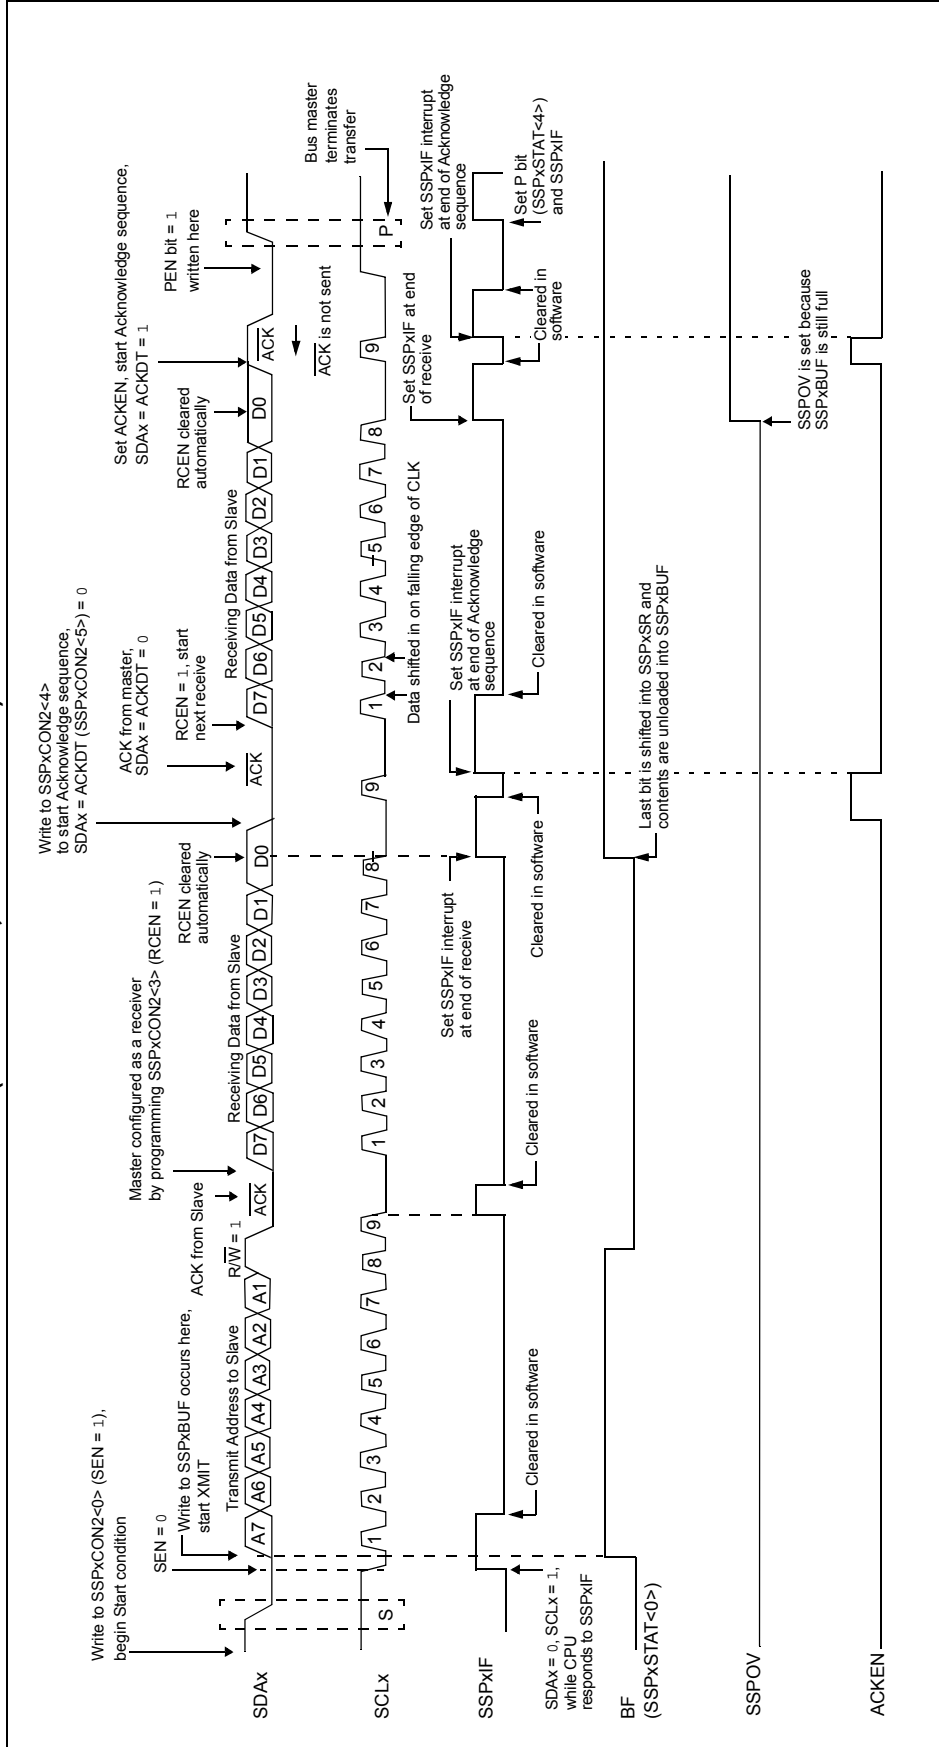 Write to SSPxCON2<0> (SEN = 1),
begin Start condition
SEN = 0
Write to SSPxBUF occurs here,
start XMIT
ACK from Slave
Master configured as a receiver
by programming SSPxCON2<3> (RCEN = 1)
RCEN cleared
automatically
Write to SSPxCON2<4>
to start Acknowledge sequence,
SDAx = ACKDT (SSPxCON2<5>) = 0
ACK from master,
SDAx = ACKDT = 0
RCEN = 1, start
next receive
RCEN cleared
automatically
Set ACKEN, start Acknowledge sequence,
SDAx = ACKDT = 1
PEN bit = 1
written here
Transmit Address to Slave
R/W = 1
Receiving Data from Slave
Receiving Data from Slave
SDAx
A7 A6 A5 A4 A3 A2 A1
ACK
D7 D6 D5 D4 D3 D2 D1 D0
ACK
D7 D6 D5 D4 D3 D2 D1 D0
ACK
ACK is not sent
Bus master
terminates
transfer
SCLx
S
1 2 3 4 5 6 7 8 9
1 2 3 4 5 6 7 8 9
1 2 3 4 5 6 7 8 9
P
Data shifted in on falling edge of CLK
Set SSPxIF interrupt
at end of receive
Set SSPxIF interrupt
at end of Acknowledge
sequence
Set SSPxIF at end
of receive
Set SSPxIF interrupt
at end of Acknowledge
sequence
SSPxIF
SDAx = 0, SCLx = 1,
while CPU
responds to SSPxIF
Cleared in software
Cleared in software
Cleared in software
Cleared in software
Cleared in
software
Set P bit
(SSPxSTAT<4>)
and SSPxIF
BF
(SSPxSTAT<0>)
Last bit is shifted into SSPxSR and
contents are unloaded into SSPxBUF
SSPOV
SSPOV is set because
SSPxBUF is still full
ACKEN